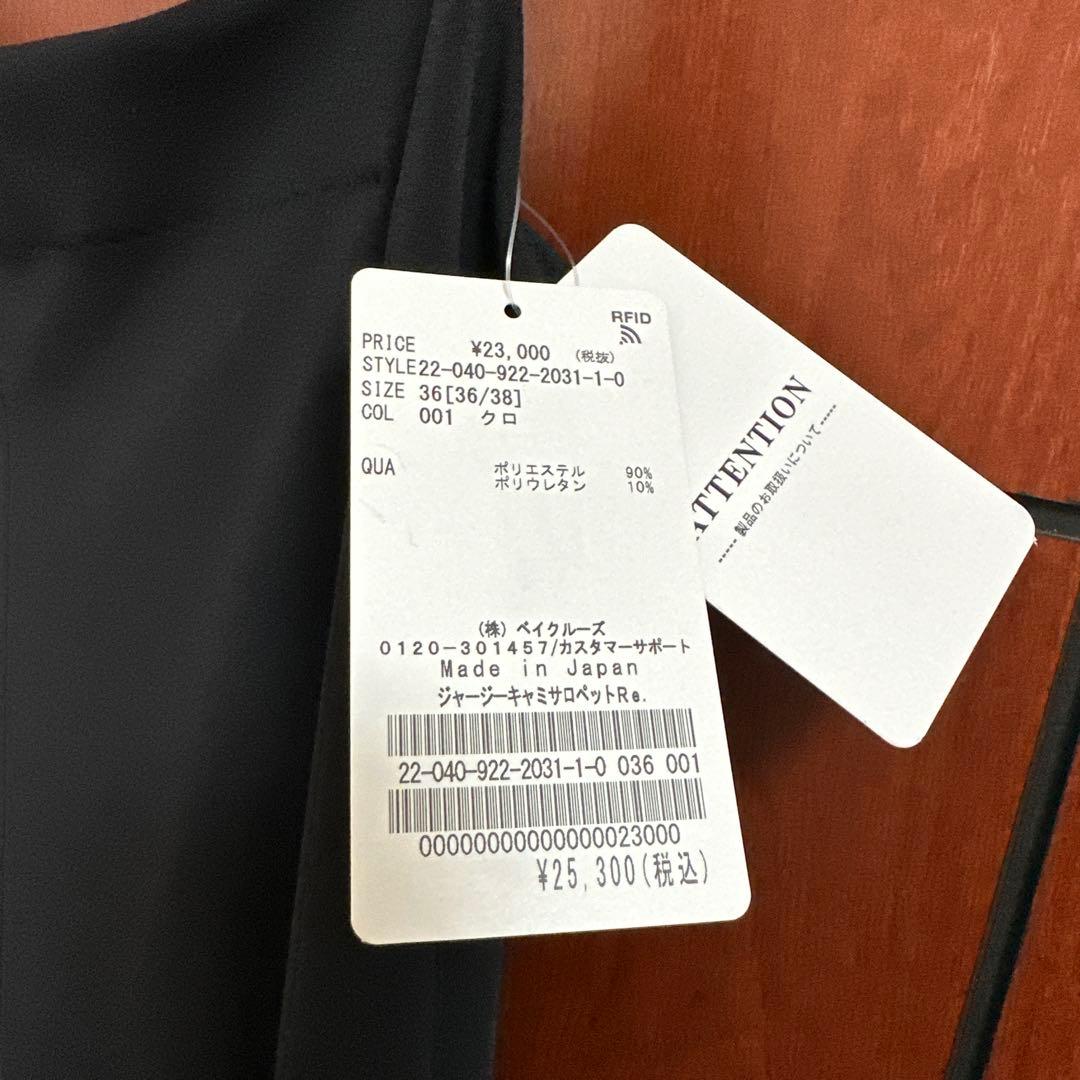 RFID
PRICE ¥23,000 (税抜)
STYLE22-040-922-2031-1-0
SIZE 36[36/38]
COL 001 クロ
QUA ポリエステル 90%
ポリウレタン 10%
(株) ベイクルーズ
0120-301457/カスタマーサポート
Made in Japan
ジャージーキャミサロペットRe.
22-040-922-2031-1-0 036 001
00000000000000023000
¥25,300(税込)
ATTENTION
----- 製品のお取扱いについて -----